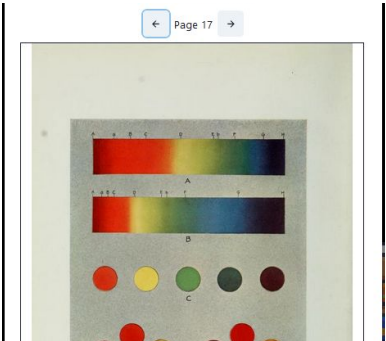 ← Page 17 →
A a B C D E b F G H
A
A a B C D E b F G H
B
C